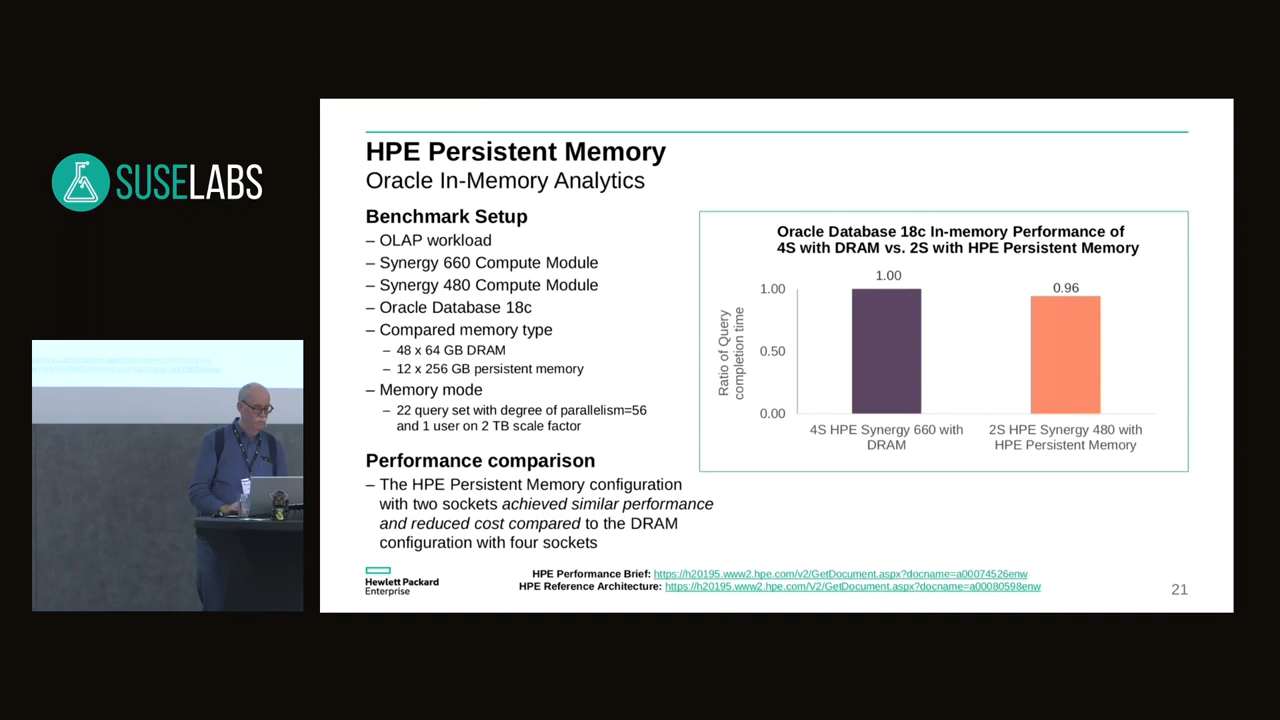 SUSELABS
HPE Persistent Memory
Oracle In-Memory Analytics
Benchmark Setup
– OLAP workload
– Synergy 660 Compute Module
– Synergy 480 Compute Module
– Oracle Database 18c
– Compared memory type
– 48 x 64 GB DRAM
– 12 x 256 GB persistent memory
– Memory mode
– 22 query set with degree of parallelism=56
and 1 user on 2 TB scale factor
Performance comparison
– The HPE Persistent Memory configuration
with two sockets achieved similar performance
and reduced cost compared to the DRAM
configuration with four sockets
Oracle Database 18c In-memory Performance of
4S with DRAM vs. 2S with HPE Persistent Memory
Ratio of Query
completion time
1.00
0.50
0.00
1.00
0.96
4S HPE Synergy 660 with
DRAM
2S HPE Synergy 480 with
HPE Persistent Memory
Hewlett Packard
Enterprise
HPE Performance Brief: https://h20195.www2.hpe.com/v2/GetDocument.aspx?docname=a00074526enw
HPE Reference Architecture: https://h20195.www2.hpe.com/V2/GetDocument.aspx?docname=a00080598enw
21